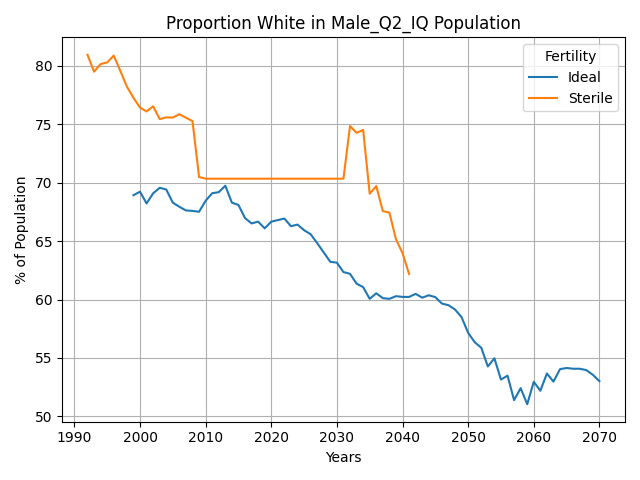 Proportion White in Male_Q2_IQ Population
% of Population
80
75
70
65
60
55
50
Fertility
Ideal
Sterile
1990 2000 2010 2020 2030 2040 2050 2060 2070
Years